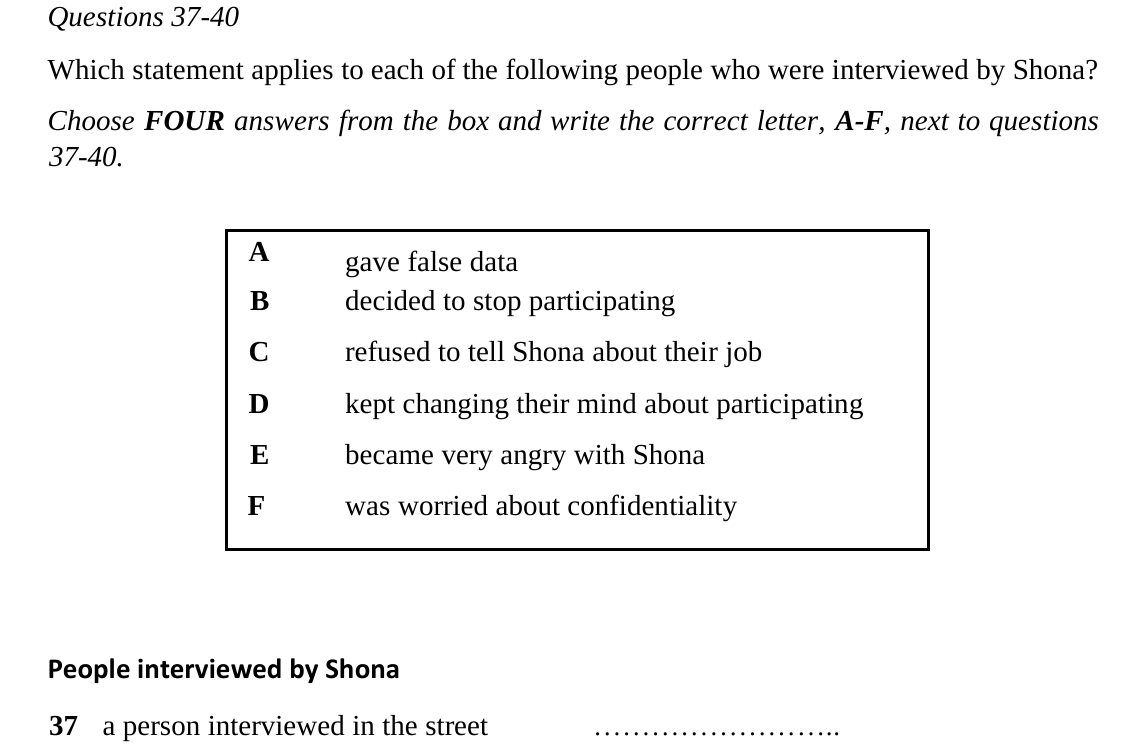 Questions 37-40
Which statement applies to each of the following people who were interviewed by Shona?
Choose FOUR answers from the box and write the correct letter, A-F, next to questions
37-40.
A gave false data
B decided to stop participating
C refused to tell Shona about their job
D kept changing their mind about participating
E became very angry with Shona
F was worried about confidentiality
People interviewed by Shona
37 a person interviewed in the street ……………………..